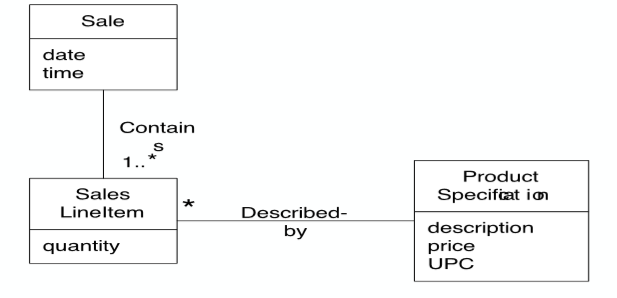 Sale
date
time
Contain
s
1..*
Sales
LineItem
quantity
*
Described-
by
Product
Specification
description
price
UPC